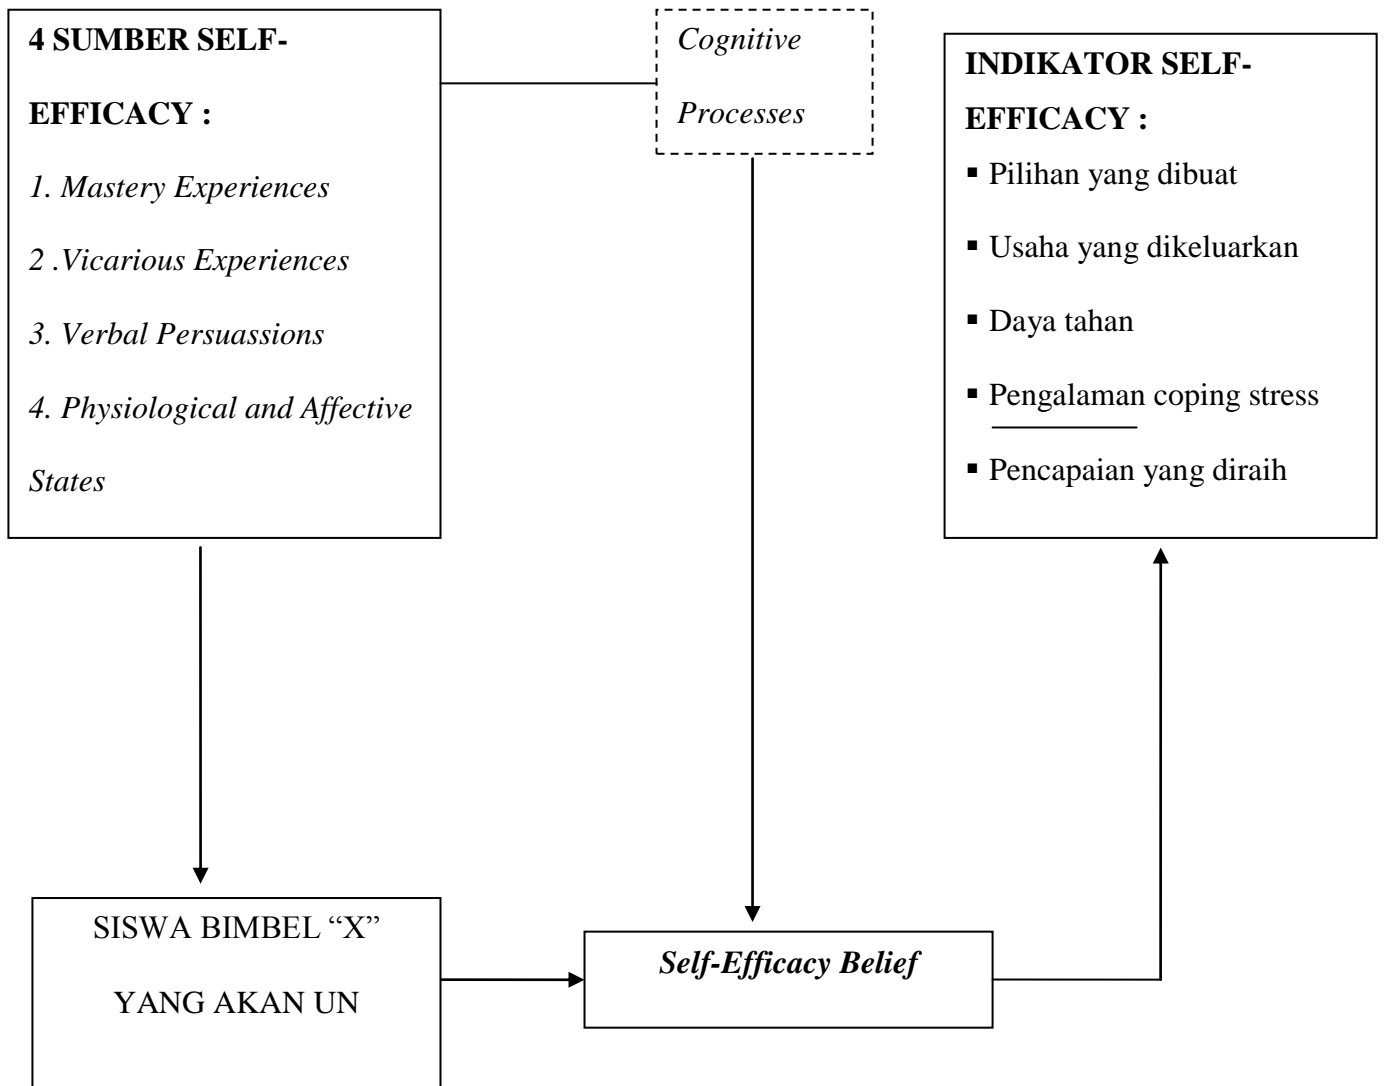 4 SUMBER SELF-
EFFICACY :
1. Mastery Experiences
2 .Vicarious Experiences
3. Verbal Persuassions
4. Physiological and Affective
States
Cognitive
Processes
INDIKATOR SELF-
EFFICACY :
▪ Pilihan yang dibuat
▪ Usaha yang dikeluarkan
▪ Daya tahan
▪ Pengalaman coping stress
▪ Pencapaian yang diraih
SISWA BIMBEL “X”
YANG AKAN UN
Self-Efficacy Belief